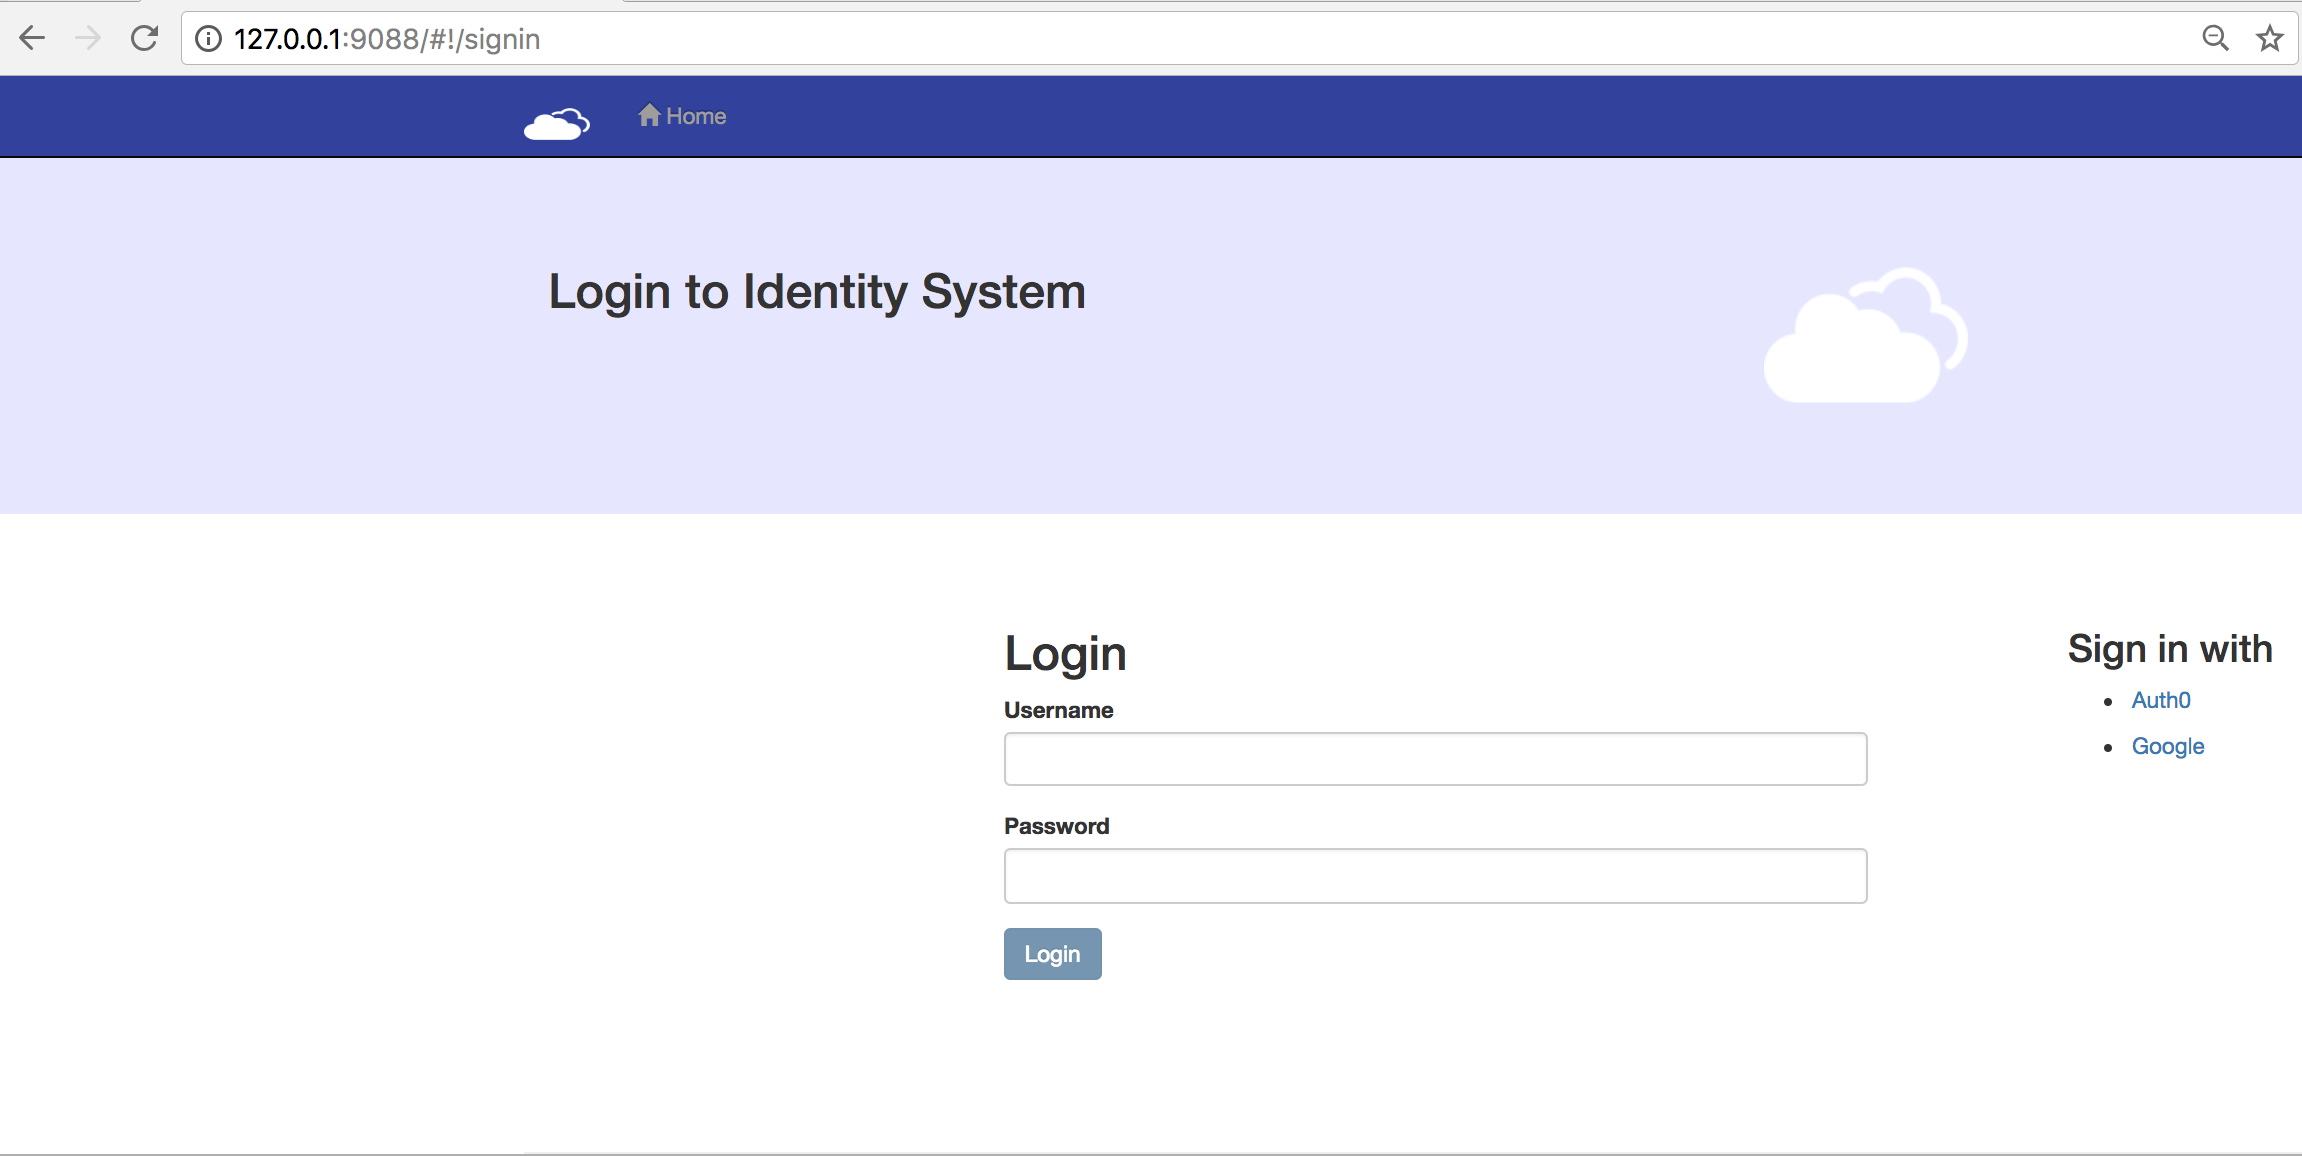 127.0.0.1:9088/#!/signin
Home
Login to Identity System
Login
Username
Password
Login
Sign in with
Auth0
Google